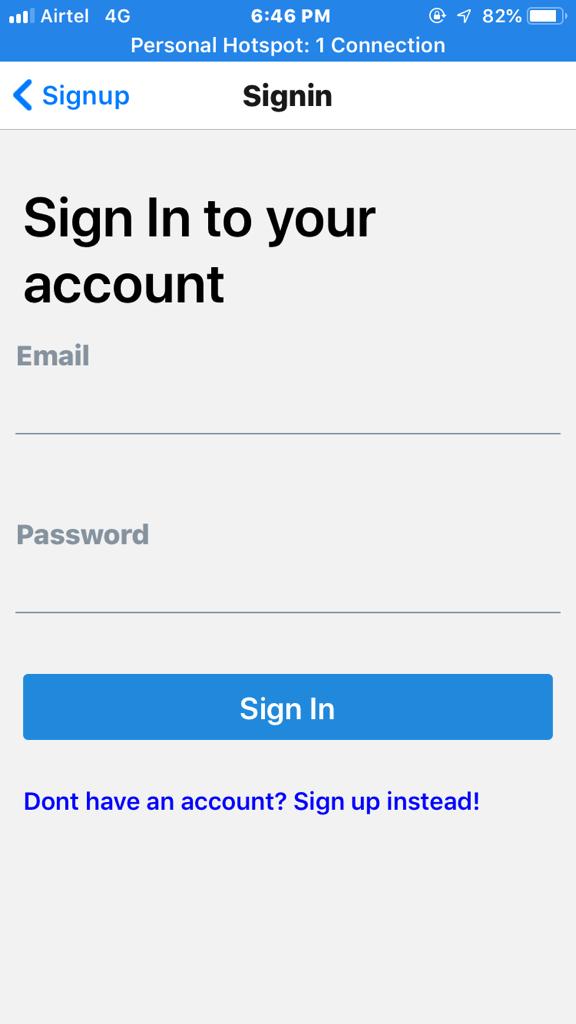 Airtel 4G 6:46 PM 82%
Personal Hotspot: 1 Connection
Signup Signin
Sign In to your
account
Email
Password
Sign In
Dont have an account? Sign up instead!